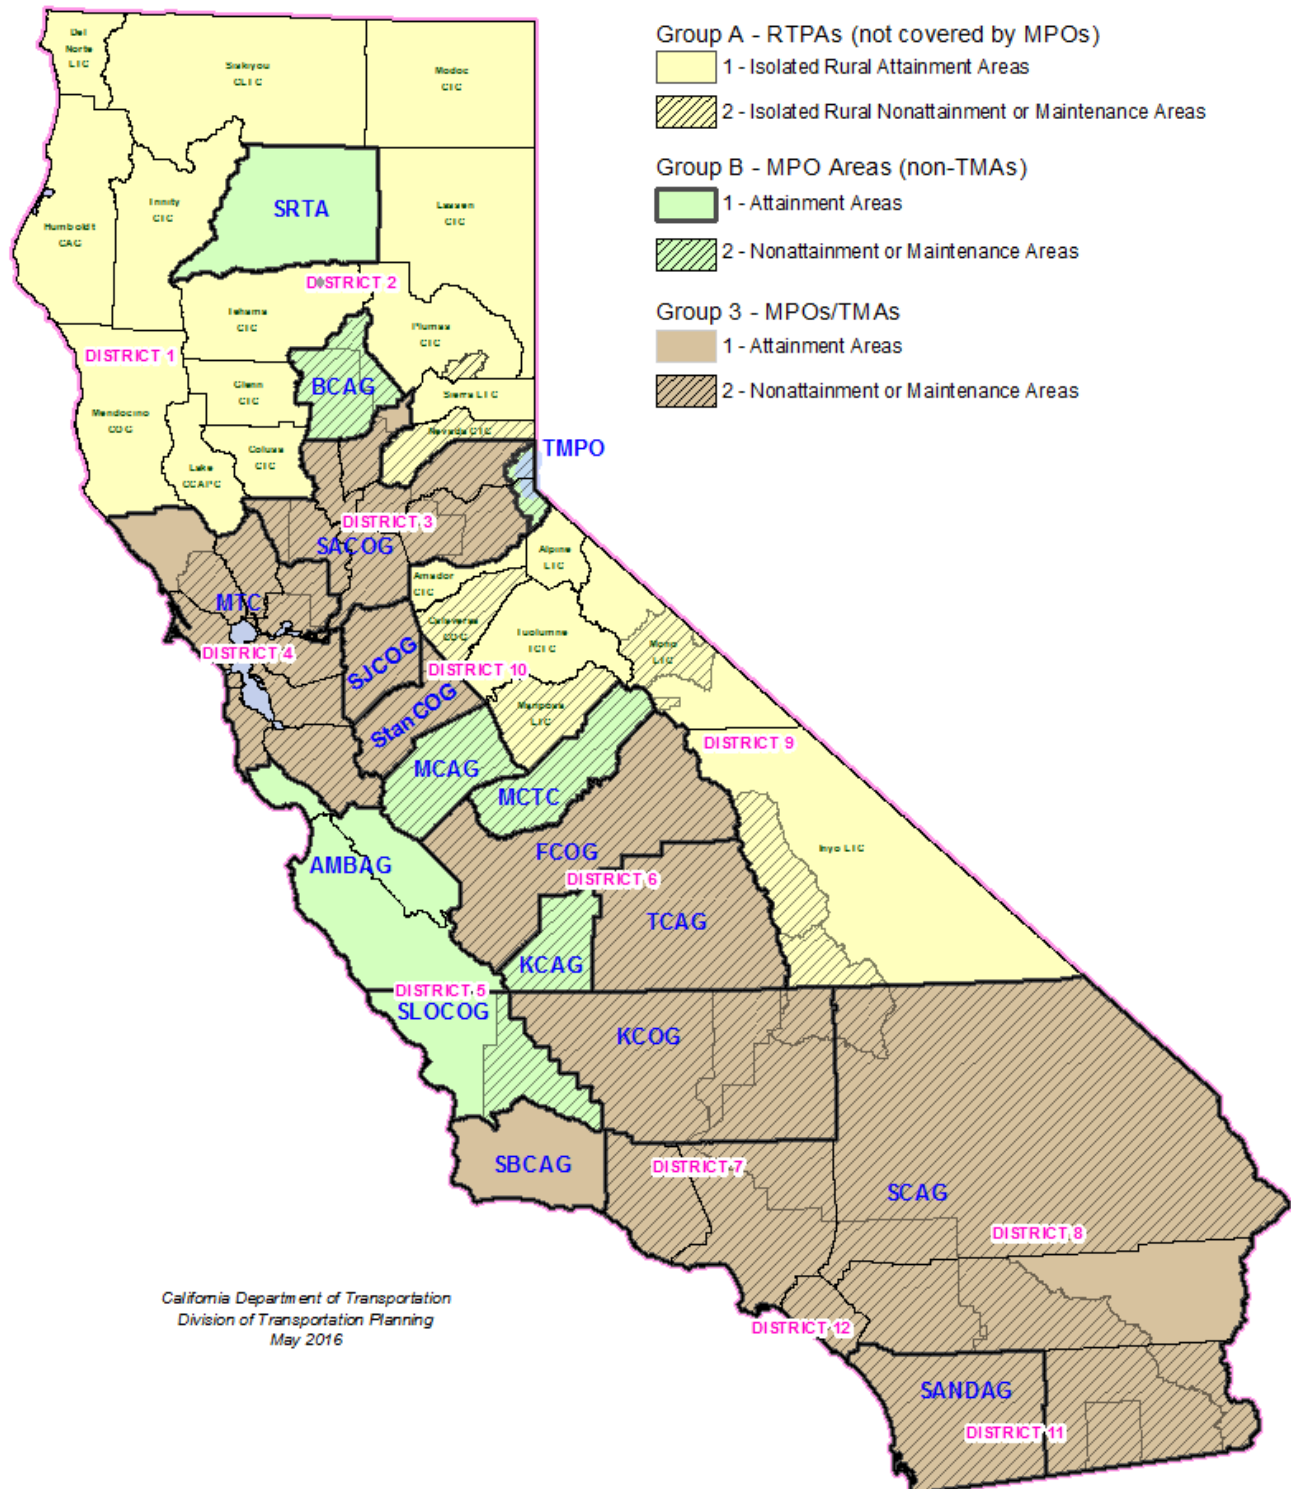 Group A - RTPAs (not covered by MPOs)
1 - Isolated Rural Attainment Areas
2 - Isolated Rural Nonattainment or Maintenance Areas
Group B - MPO Areas (non-TMAs)
1 - Attainment Areas
2 - Nonattainment or Maintenance Areas
Group 3 - MPOs/TMAs
1 - Attainment Areas
2 - Nonattainment or Maintenance Areas
Del
Norte
LTC
Siskiyou
CLTC
Modoc
CTC
Humboldt
CAG
Trinity
CTC
SRTA
Lassen
CTC
DISTRICT 2
Tehama
CTC
Plumas
CTC
DISTRICT 1
BCAG
Glenn
CTC
Sierra LTC
Mendocino
COG
Nevada CTC
Colusa
CTC
Lake
CCAPC
TMPO
DISTRICT 3
SACOG
Alpine
LTC
Amador
CTC
MTC
Calaveras
COG
Tuolumne
Mono
LTC
DISTRICT 4
SJCOG
DISTRICT 10
StanCOG
Mariposa
LTC
DISTRICT 9
MCAG
MCTC
Inyo LTC
FCOG
AMBAG
DISTRICT 6
TCAG
KCAG
DISTRICT 5
SLOCOG
KCOG
SBCAG
DISTRICT 7
SCAG
DISTRICT 8
California Department of Transportation
Division of Transportation Planning
May 2016
DISTRICT 12
SANDAG
DISTRICT 11